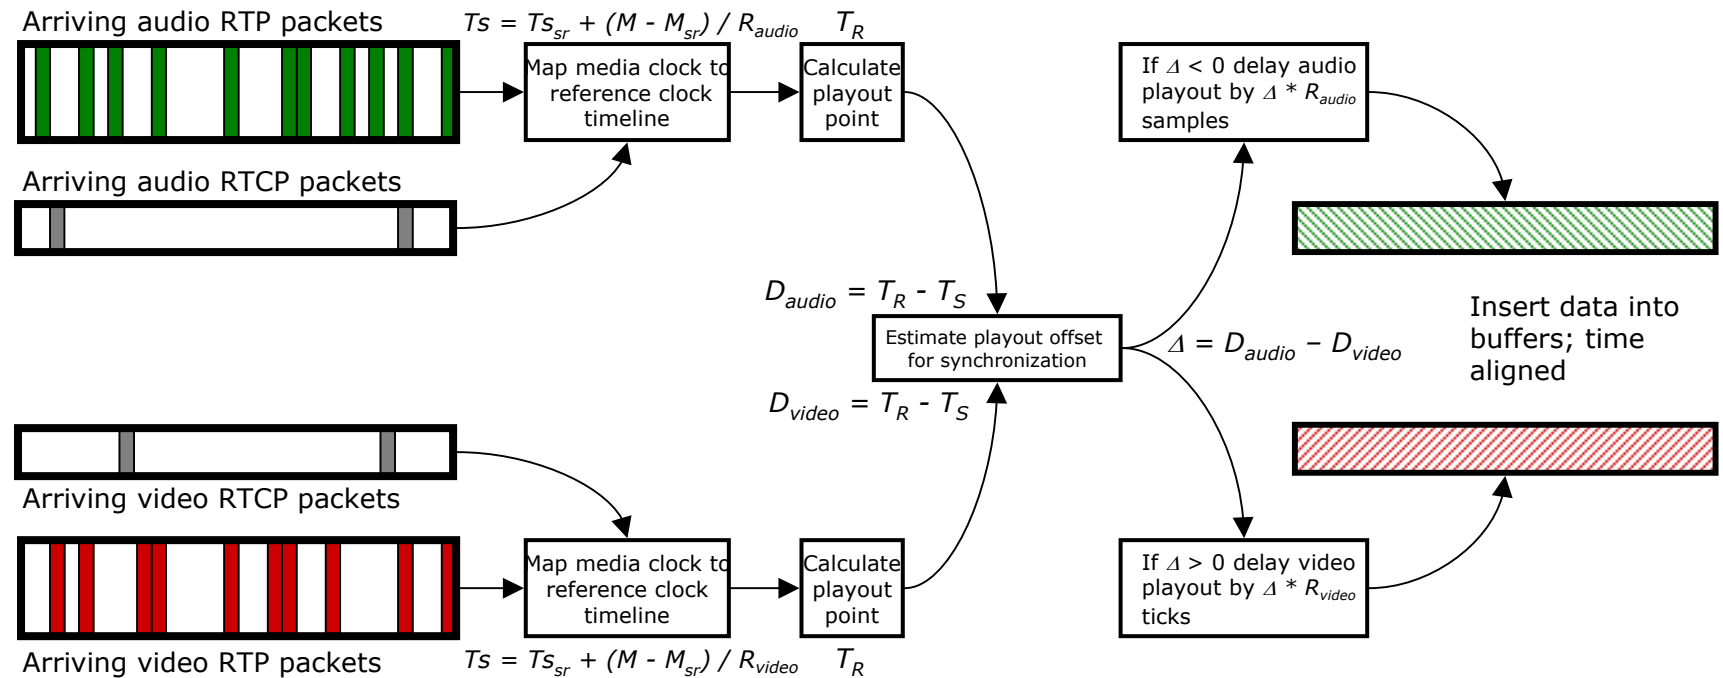 Arriving audio RTP packets
Ts = Ts_sr + (M - M_sr) / R_audio
T_R
Map media clock to
reference clock
timeline
Calculate
playout
point
If Δ < 0 delay audio
playout by Δ * R_audio
samples
Arriving audio RTCP packets
D_audio = T_R - T_S
Estimate playout offset
for synchronization
Δ = D_audio – D_video
Insert data into
buffers; time
aligned
D_video = T_R - T_S
Arriving video RTCP packets
Map media clock to
reference clock
timeline
Calculate
playout
point
If Δ > 0 delay video
playout by Δ * R_video
ticks
Arriving video RTP packets
Ts = Ts_sr + (M - M_sr) / R_video
T_R